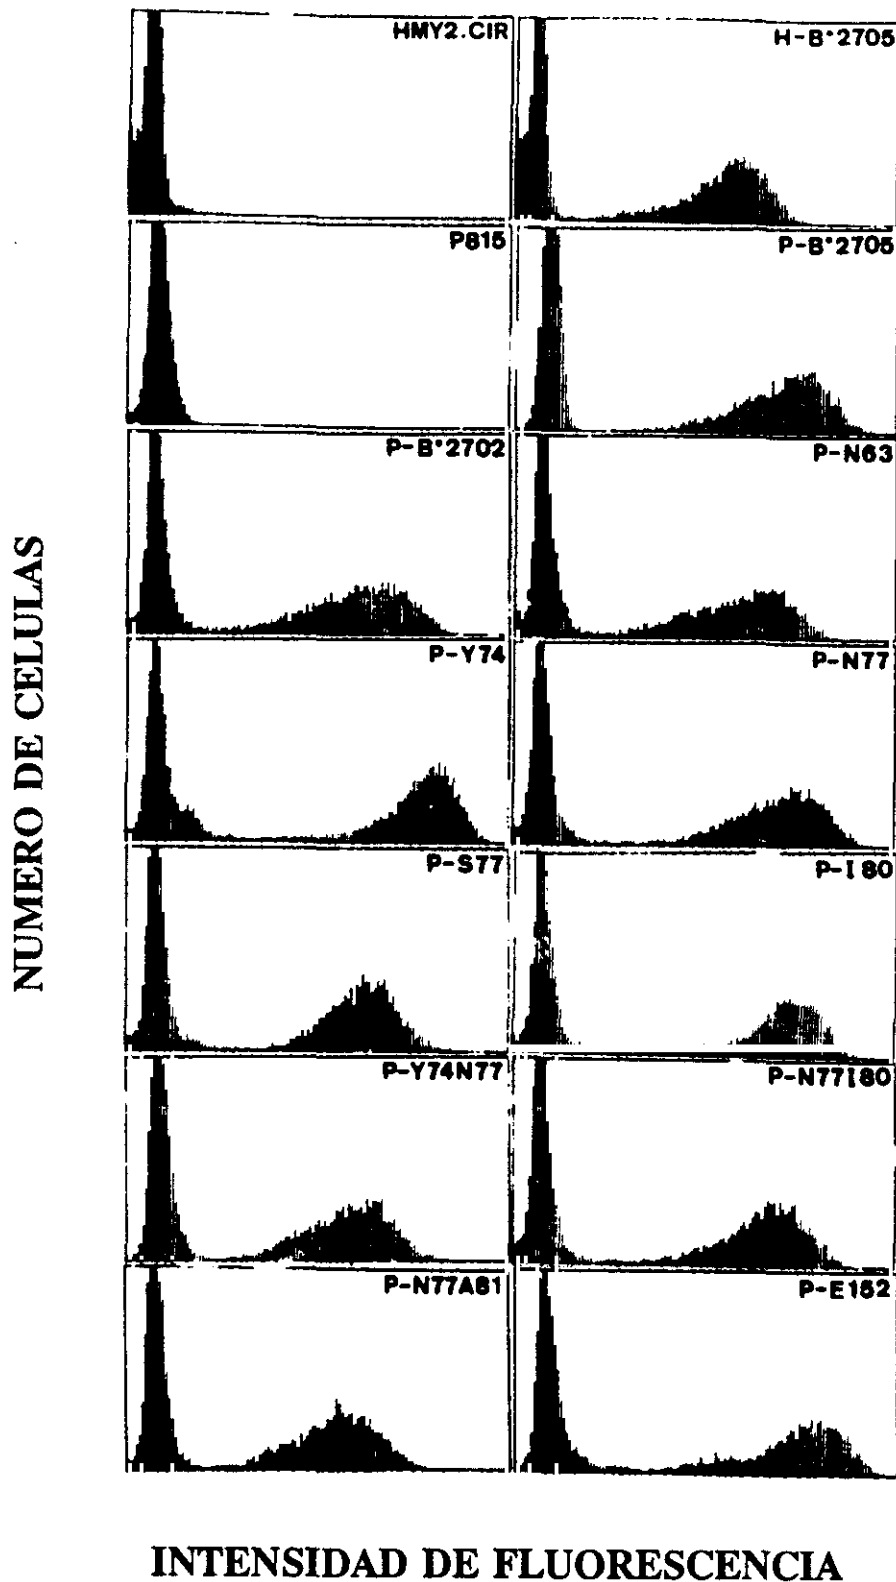 HMY2.CIR
H-B*2705
P815
P-B*2705
P-B*2702
P-N63
P-Y74
P-N77
P-S77
P-I80
P-Y74N77
P-N77I80
P-N77A81
P-E152
NUMERO DE CELULAS
INTENSIDAD DE FLUORESCENCIA